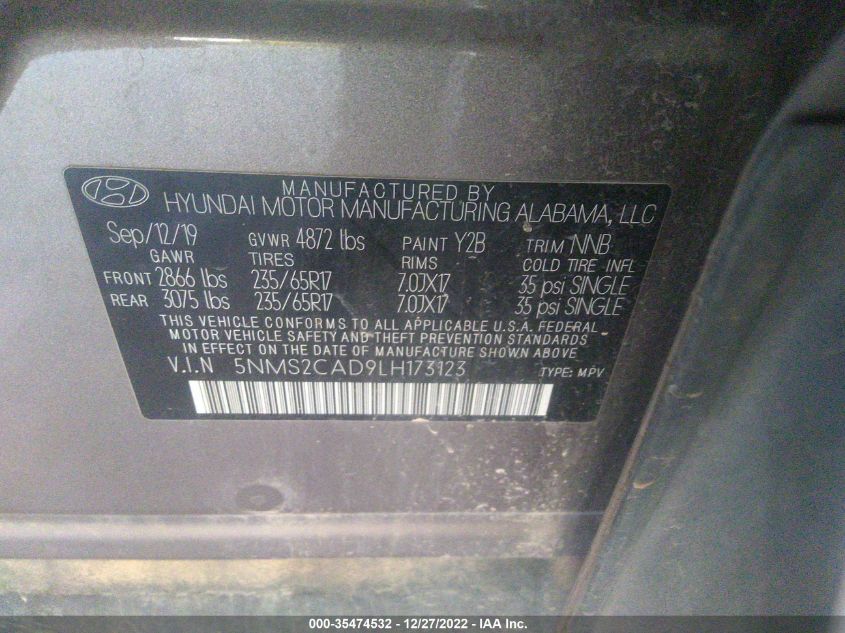 MANUFACTURED BY
HYUNDAI MOTOR MANUFACTURING ALABAMA, LLC
Sep/12/19 GVWR 4872 lbs PAINT Y2B TRIM NNB
GAWR TIRES RIMS COLD TIRE INFL
FRONT 2866 lbs 235/65R17 7.0JX17 35 psi SINGLE
REAR 3075 lbs 235/65R17 7.0JX17 35 psi SINGLE
THIS VEHICLE CONFORMS TO ALL APPLICABLE U.S.A. FEDERAL
MOTOR VEHICLE SAFETY AND THEFT PREVENTION STANDARDS
IN EFFECT ON THE DATE OF MANUFACTURE SHOWN ABOVE.
V.I.N 5NMS2CAD9LH173123 TYPE: MPV
000-35474532 - 12/27/2022 - IAA Inc.